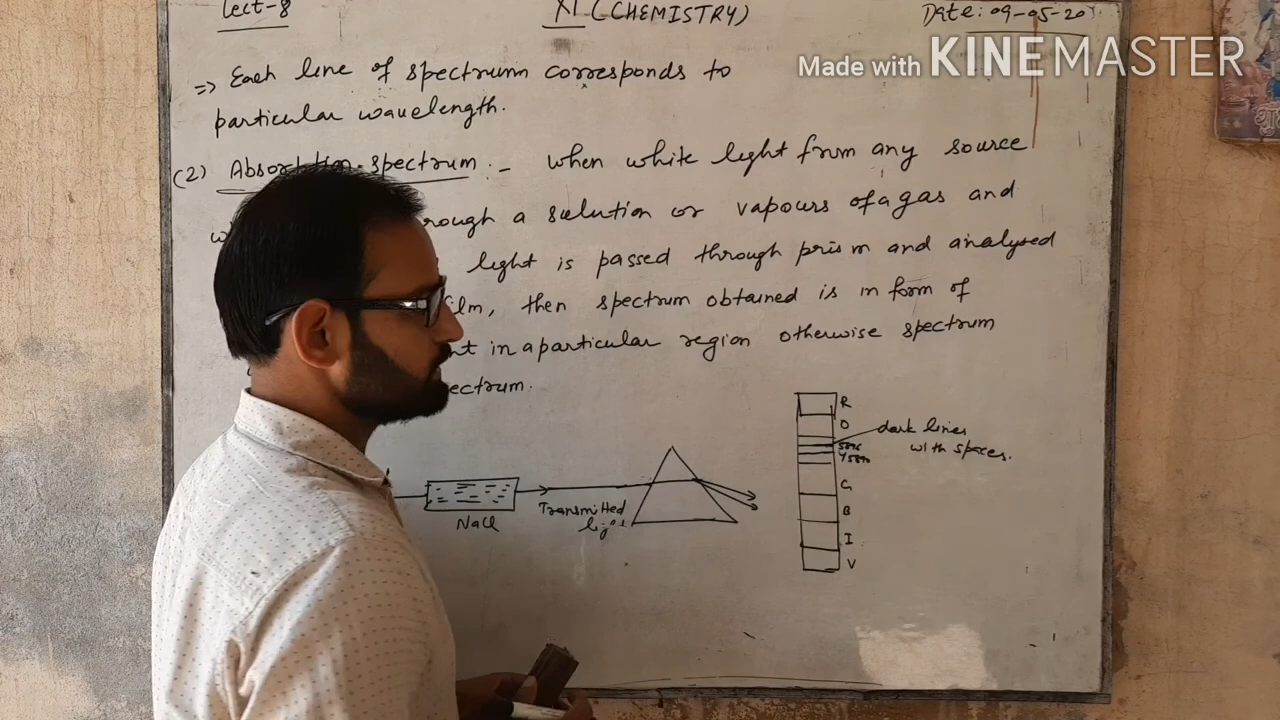 Lect-8
XI (CHEMISTRY)
Date: 09-05-20
Made with KINEMASTER
=> Each line of spectrum corresponds to
particular wavelength.
(2) Absorption-spectrum :- when white light from any source
rough a solution or vapours of a gas and
light is passed through prism and analysed
film, then spectrum obtained is in form of
in a particular region otherwise spectrum
NaCl
Transmitted
light
R
O
dark lines
with spaces.
Y
G
B
I
V